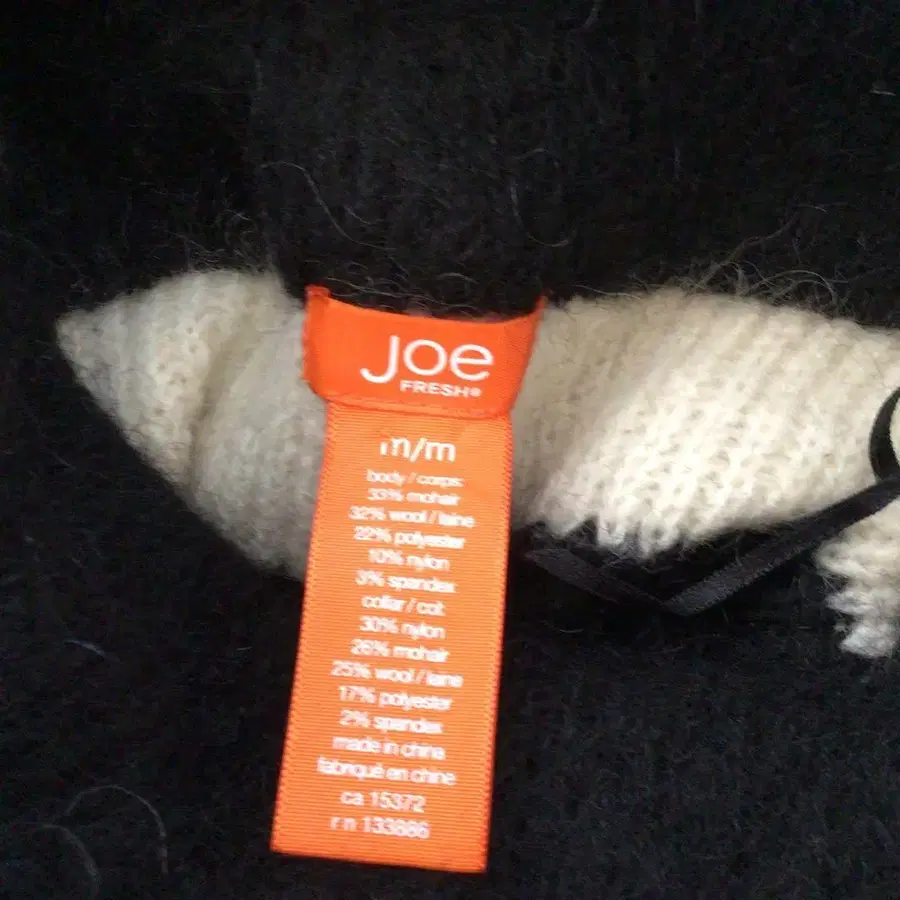 Joe
FRESH®
m/m
body / corps:
33% mohair
32% wool / laine
22% polyester
10% nylon
3% spandex
collar / col:
30% nylon
26% mohair
25% wool / laine
17% polyester
2% spandex
made in china
fabriqué en chine
ca 15372
rn 133886